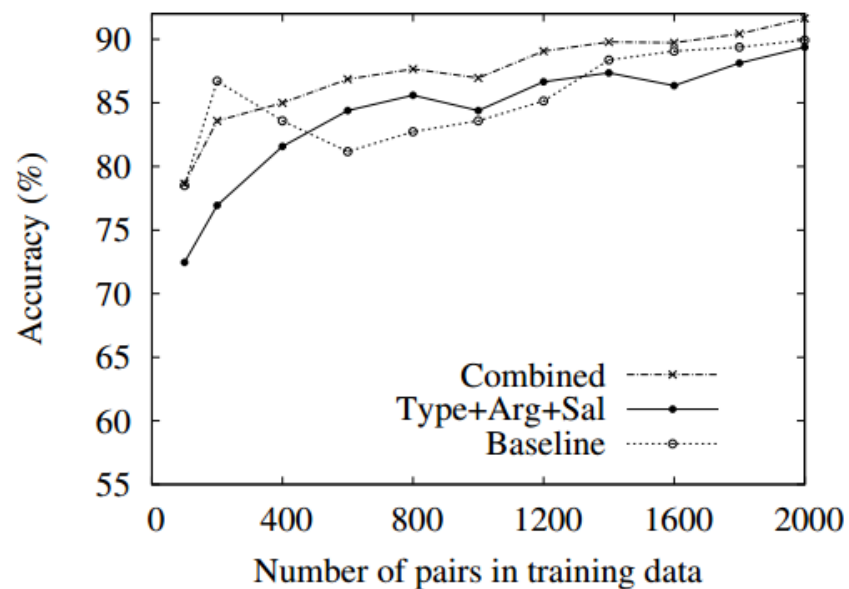 Accuracy (%)
90
85
80
75
70
65
60
55
Combined
Type+Arg+Sal
Baseline
0 400 800 1200 1600 2000
Number of pairs in training data